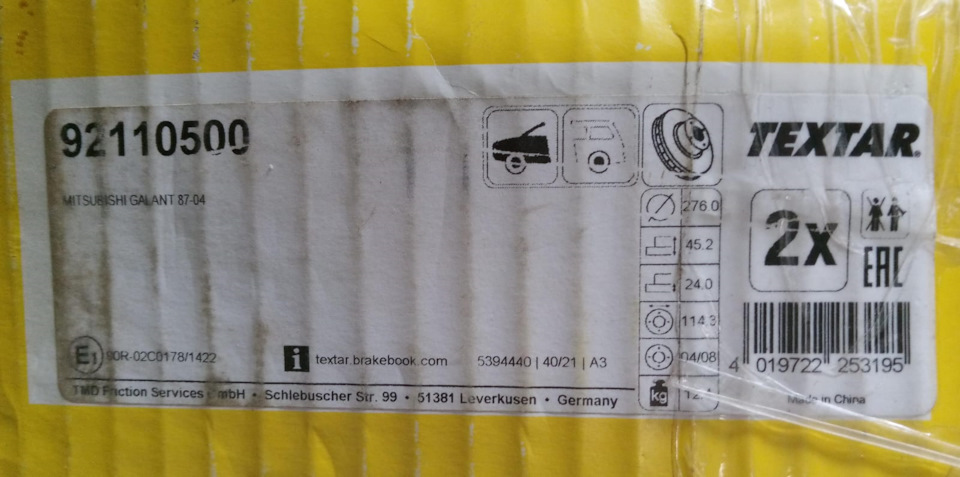 92110500
TEXTAR
MITSUBISHI GALANT 87-04
276.0
45.2
24.0
114.3
04/08
kg
2x
EAC
4 019722 253195
E1 90R-02C0178/1422
i textar.brakebook.com 5394440 | 40/21 | A3
TMD Friction Services GmbH • Schlebuscher Str. 99 • 51381 Leverkusen • Germany
Made in China